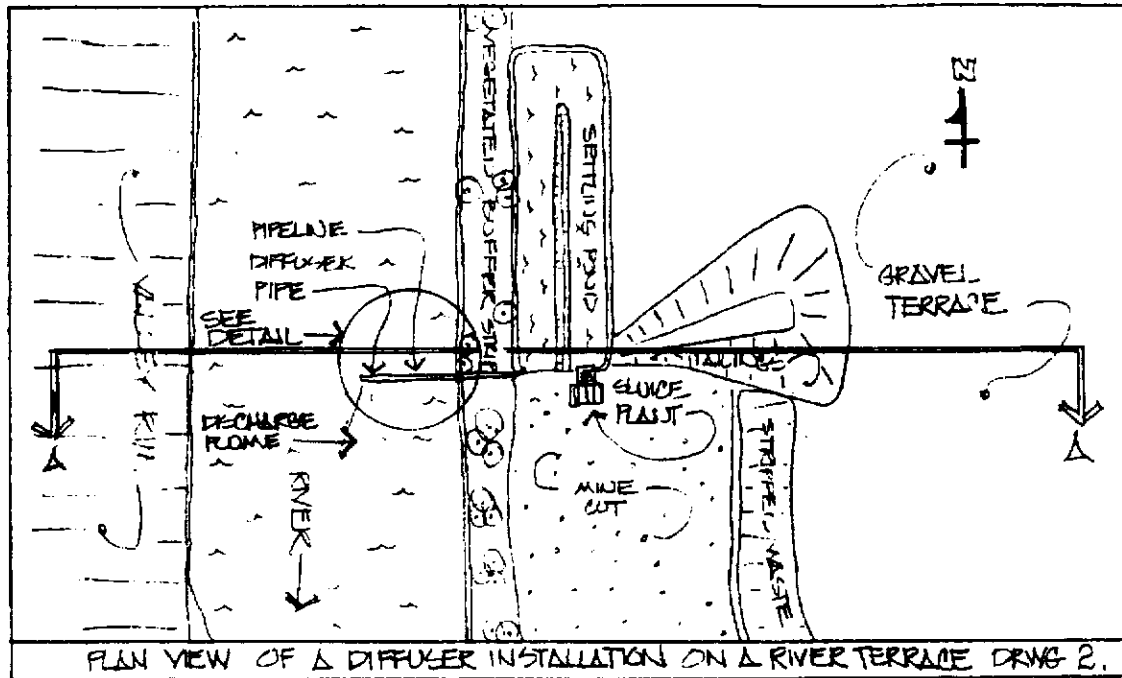 N
VEGETATED BUFFER STRIP
SETTLING POND
PIPELINE
DIFFUSER
PIPE
SEE
DETAIL
DISCHARGE
PLUME
RIVER
VALLEY
GRAVEL
TERRACE
TAILINGS
SLUICE
PLANT
MINE
CUT
STRIPPED WASTE
A
A
PLAN VIEW OF A DIFFUSER INSTALLATION ON A RIVER TERRACE DRWG 2.